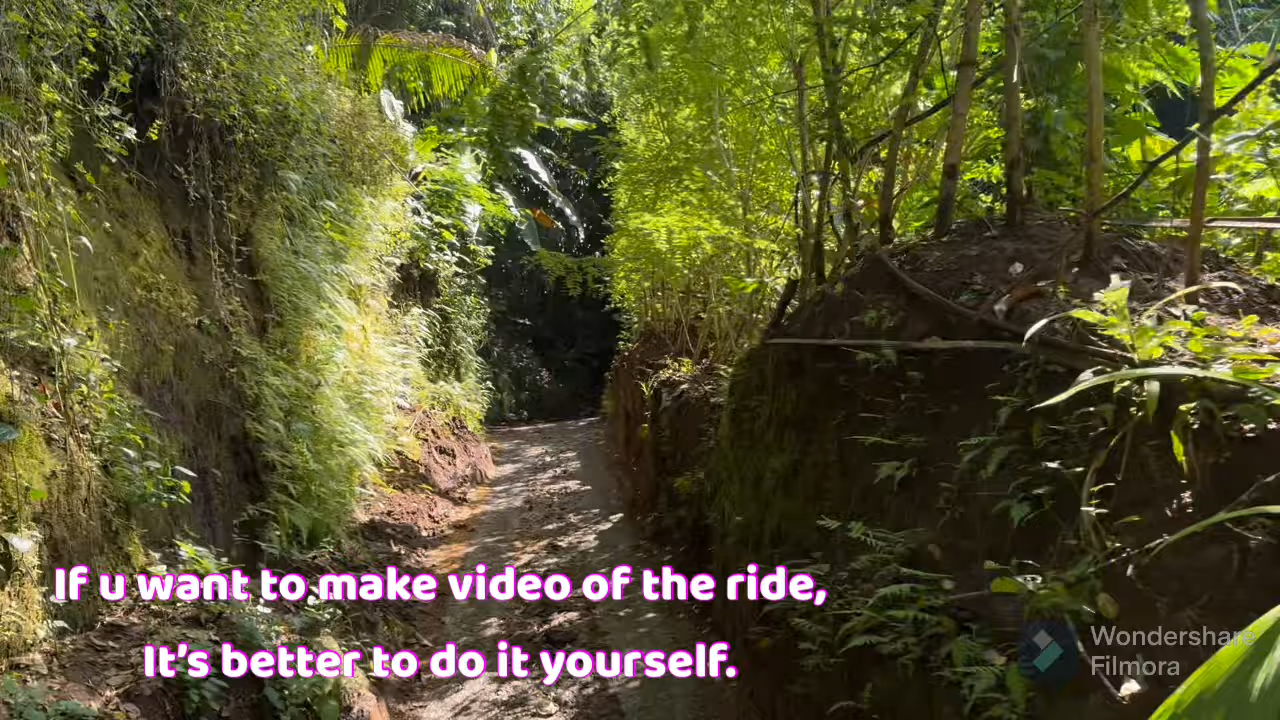 If u want to make video of the ride,
It's better to do it yourself.
Wondershare
Filmora